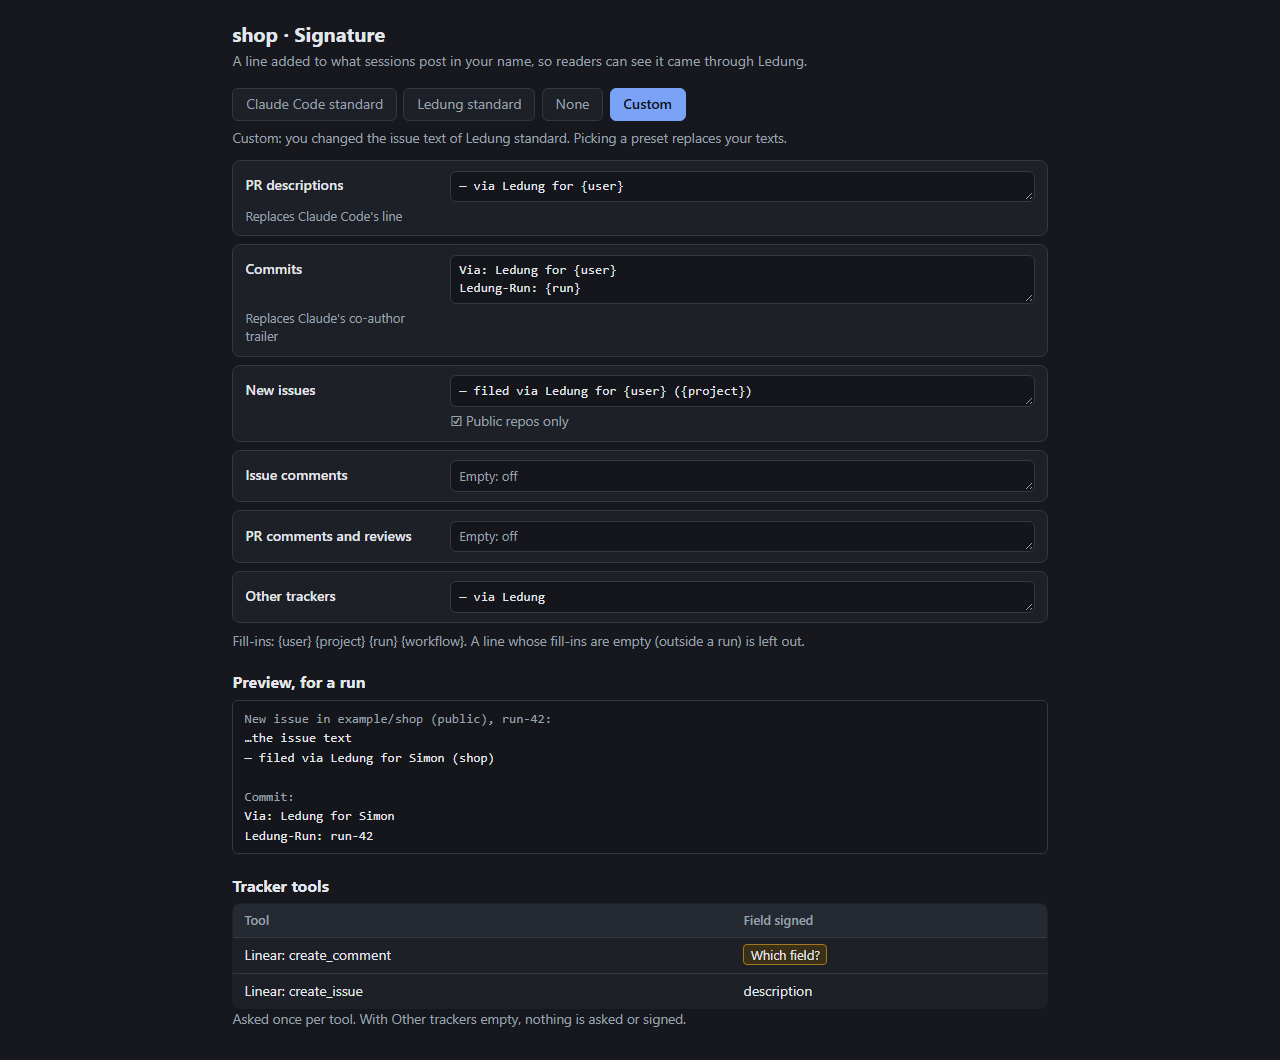 shop · Signature
A line added to what sessions post in your name, so readers can see it came through Ledung.
Claude Code standard
Ledung standard
None
Custom
Custom: you changed the issue text of Ledung standard. Picking a preset replaces your texts.
PR descriptions
— via Ledung for {user}
Replaces Claude Code's line
Commits
Via: Ledung for {user}
Ledung-Run: {run}
Replaces Claude's co-author
trailer
New issues
— filed via Ledung for {user} ({project})
Public repos only
Issue comments
Empty: off
PR comments and reviews
Empty: off
Other trackers
— via Ledung
Fill-ins: {user} {project} {run} {workflow}. A line whose fill-ins are empty (outside a run) is left out.
Preview, for a run
New issue in example/shop (public), run-42:
…the issue text
— filed via Ledung for Simon (shop)
Commit:
Via: Ledung for Simon
Ledung-Run: run-42
Tracker tools
Tool
Field signed
Linear: create_comment
Which field?
Linear: create_issue
description
Asked once per tool. With Other trackers empty, nothing is asked or signed.